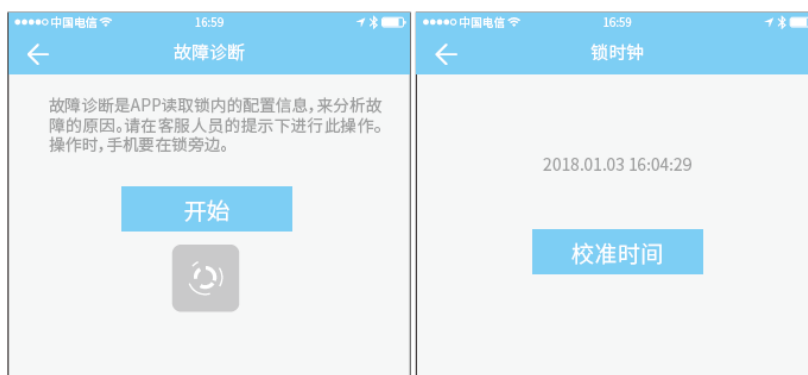 中国电信 16:59
故障诊断
故障诊断是APP读取锁内的配置信息，来分析故
障的原因。请在客服人员的提示下进行此操作。
操作时，手机要在锁旁边。
开始
中国电信 16:59
锁时钟
2018.01.03 16:04:29
校准时间